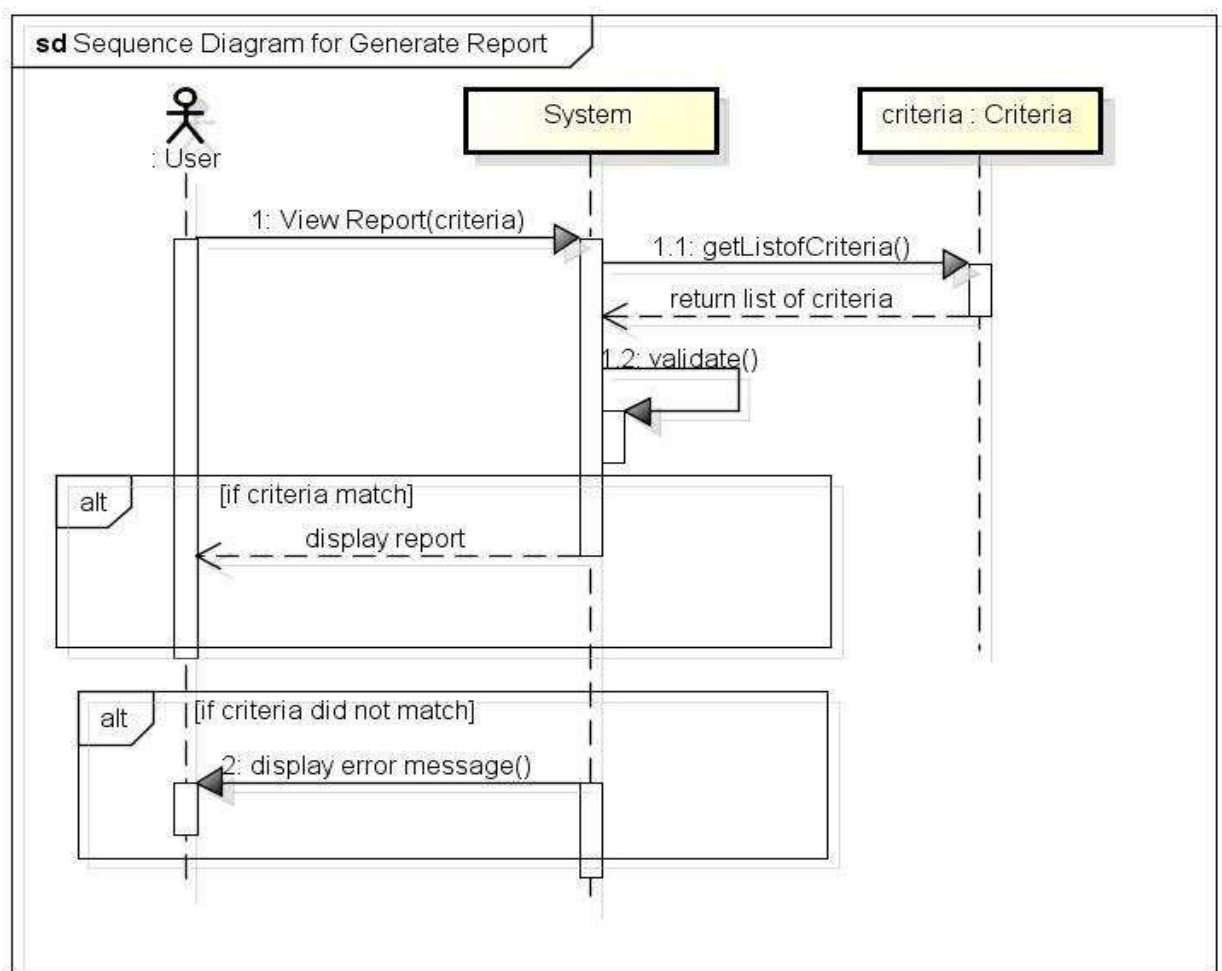 sd Sequence Diagram for Generate Report
: User
System
criteria : Criteria
1: View Report(criteria)
1.1: getListofCriteria()
return list of criteria
1.2: validate()
alt
[if criteria match]
display report
alt
[if criteria did not match]
2: display error message()